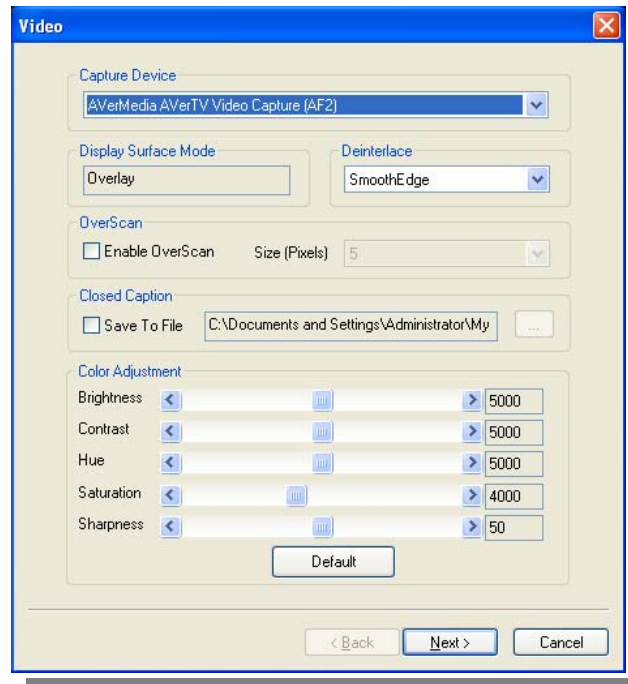 Video
Capture Device
AVerMedia AVerTV Video Capture (AF2)
Display Surface Mode
Overlay
Deinterlace
SmoothEdge
OverScan
Enable OverScan Size (Pixels) 5
Closed Caption
Save To File C:\Documents and Settings\Administrator\My ...
Color Adjustment
Brightness 5000
Contrast 5000
Hue 5000
Saturation 4000
Sharpness 50
Default
< Back Next > Cancel